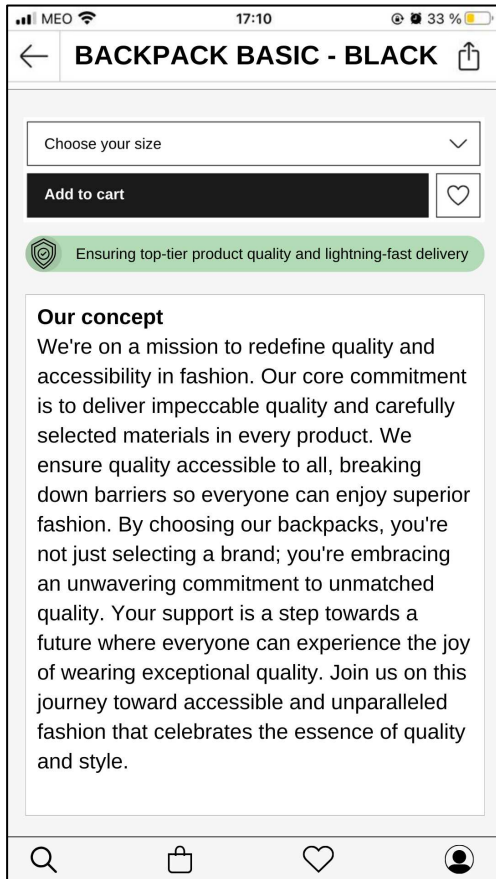 MEO 17:10 33 %
BACKPACK BASIC - BLACK
Choose your size
Add to cart
Ensuring top-tier product quality and lightning-fast delivery
Our concept
We're on a mission to redefine quality and
accessibility in fashion. Our core commitment
is to deliver impeccable quality and carefully
selected materials in every product. We
ensure quality accessible to all, breaking
down barriers so everyone can enjoy superior
fashion. By choosing our backpacks, you're
not just selecting a brand; you're embracing
an unwavering commitment to unmatched
quality. Your support is a step towards a
future where everyone can experience the joy
of wearing exceptional quality. Join us on this
journey toward accessible and unparalleled
fashion that celebrates the essence of quality
and style.